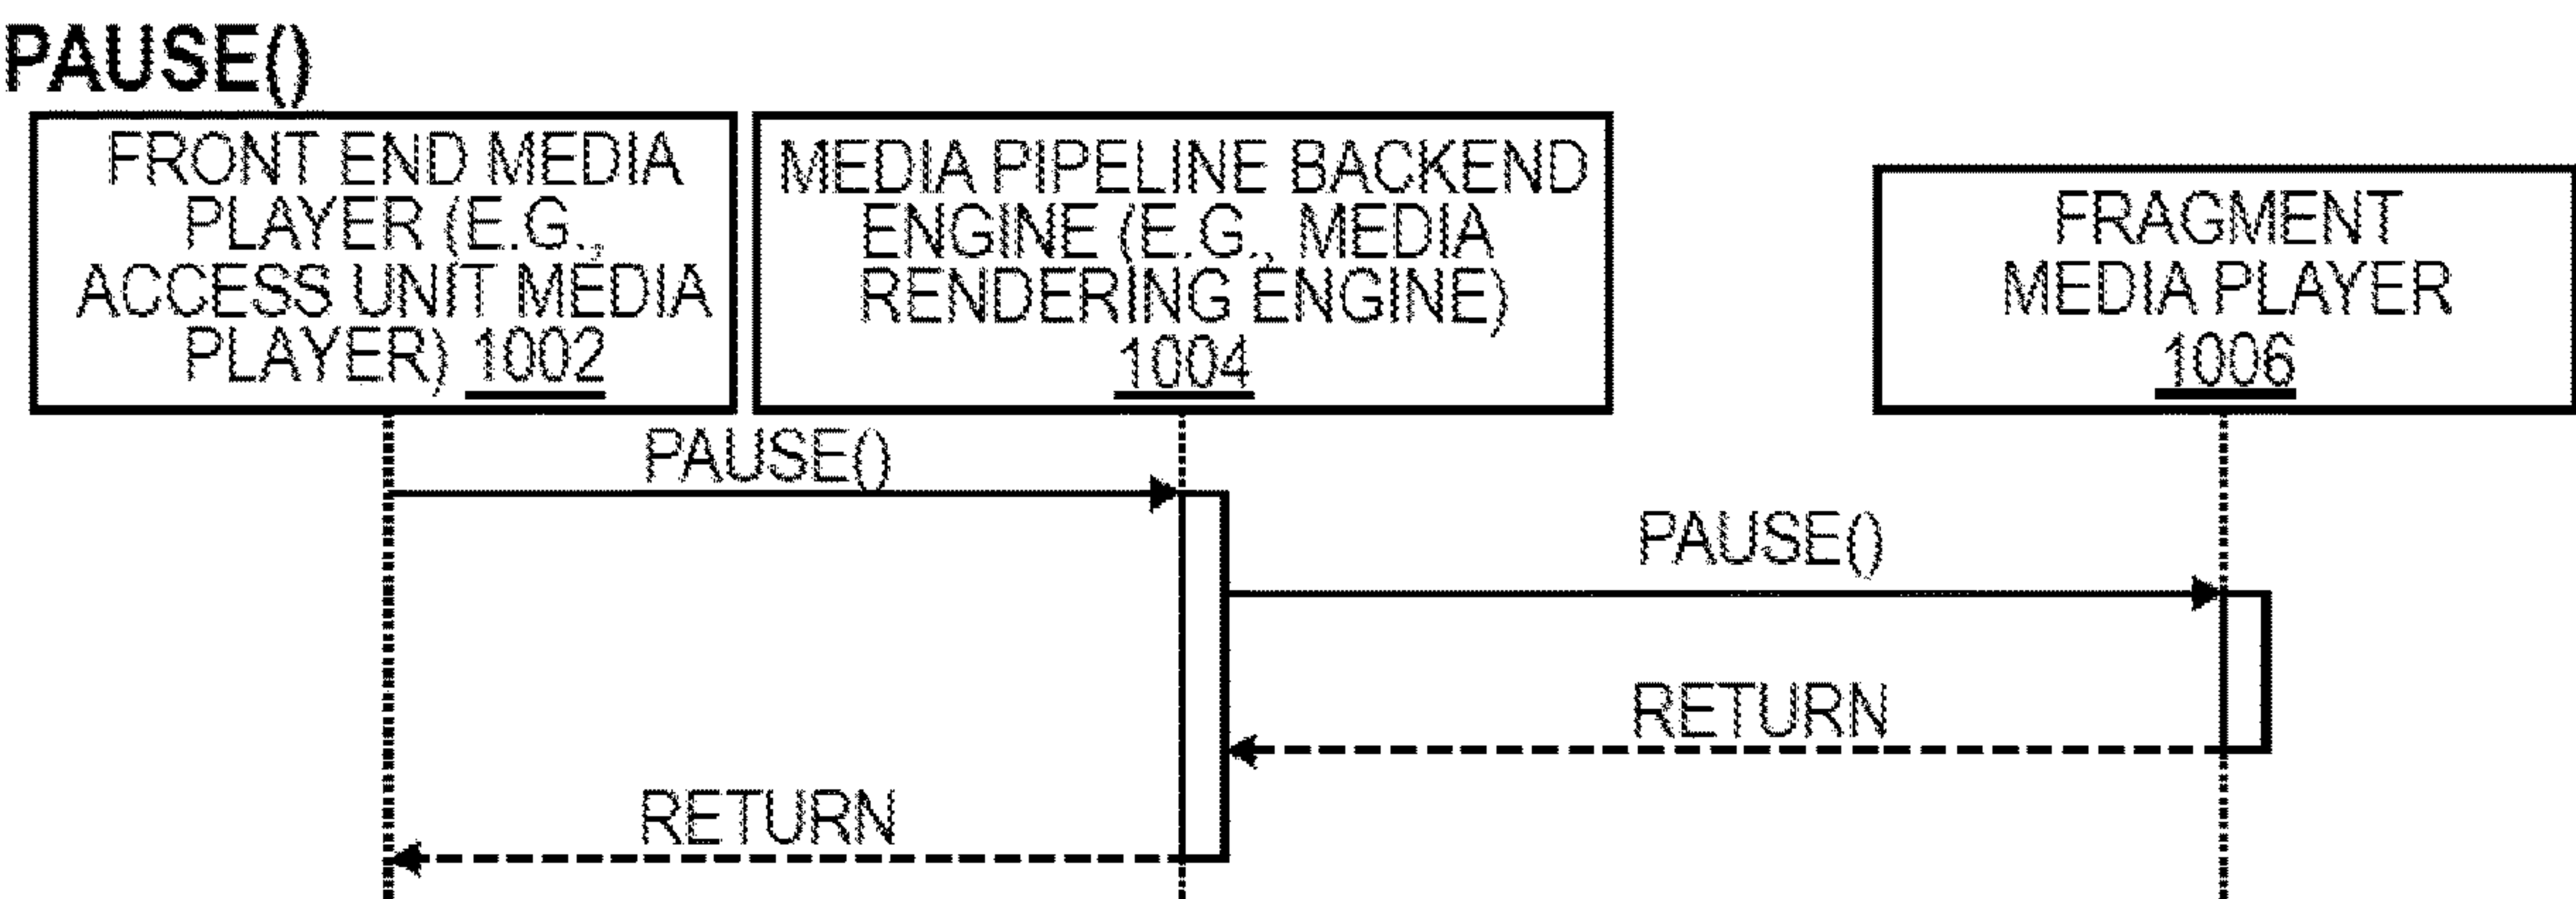 PAUSE()
FRONT END MEDIA
PLAYER (E.G.,
ACCESS UNIT MEDIA
PLAYER) 1002
MEDIA PIPELINE BACKEND
ENGINE (E.G., MEDIA
RENDERING ENGINE)
1004
FRAGMENT
MEDIA PLAYER
1006
PAUSE()
PAUSE()
RETURN
RETURN